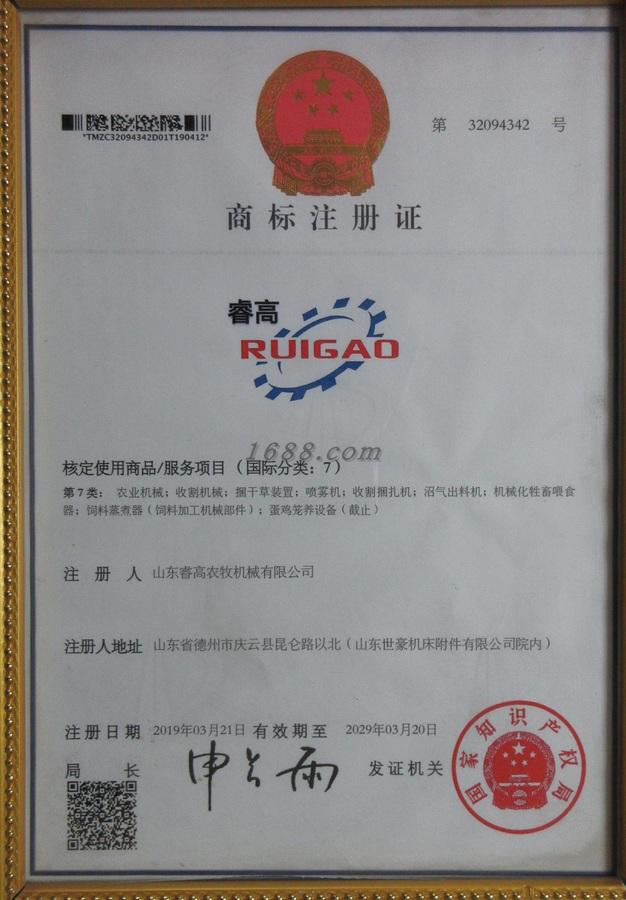 *TMZC32094342D01T190412*
第 32094342 号
商标注册证
睿高
RUIGAO
1688.com
核定使用商品/服务项目（国际分类：7）
第7类：农业机械；收割机械；捆干草装置；喷雾机；收割捆扎机；沼气出料机；机械化牲畜喂食
器；饲料蒸煮器（饲料加工机械部件）；蛋鸡笼养设备（截止）
注册人 山东睿高农牧机械有限公司
注册人地址 山东省德州市庆云县昆仑路以北（山东世豪机床附件有限公司院内）
注册日期 2019年03月21日 有效期至 2029年03月20日
局长 申长雨 发证机关
国家知识产权局